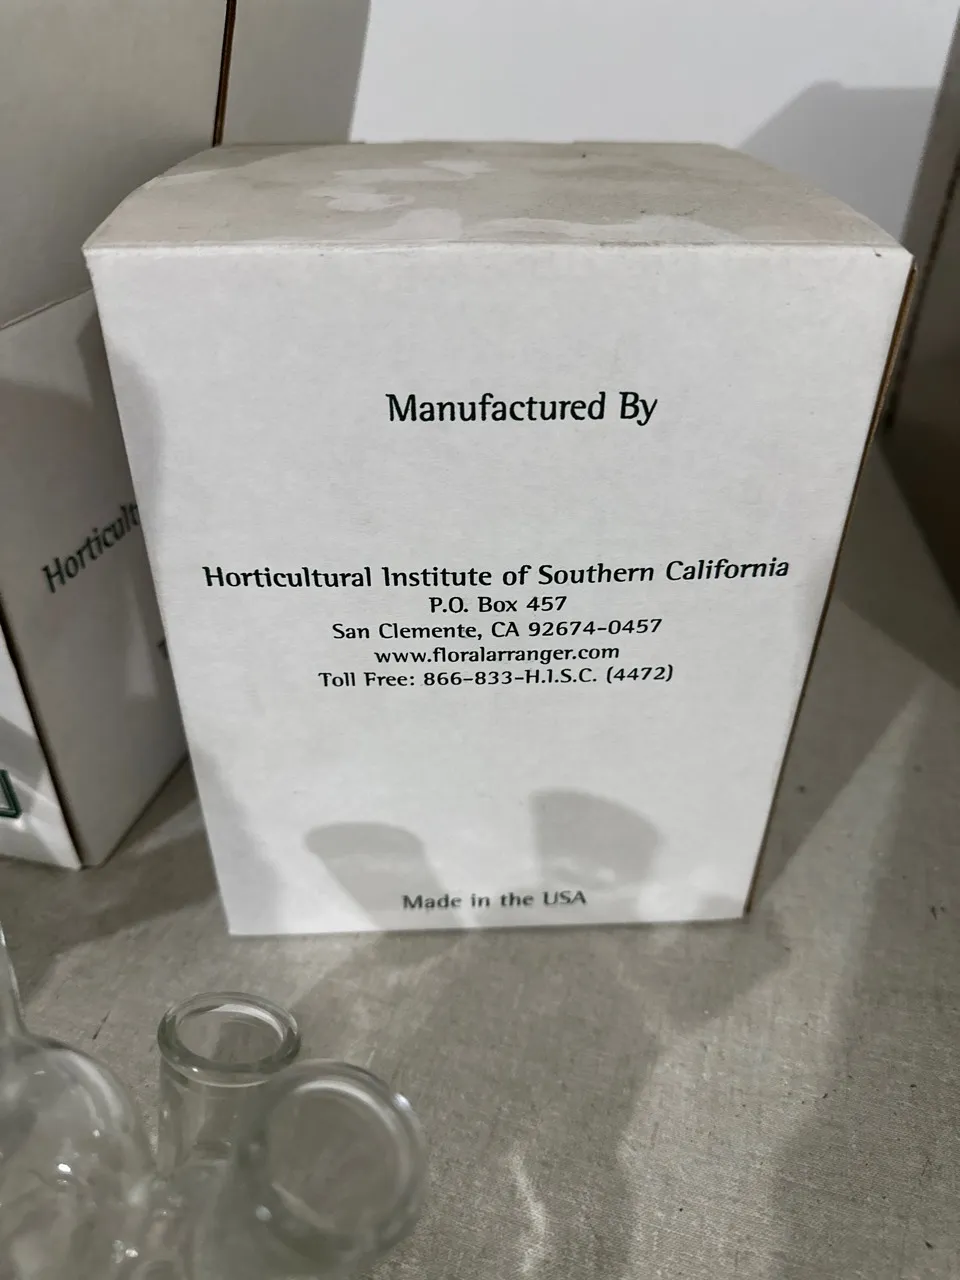 Manufactured By
Horticultural Institute of Southern California
P.O. Box 457
San Clemente, CA 92674-0457
www.floralarranger.com
Toll Free: 866-833-H.I.S.C. (4472)
Made in the USA
Horticult